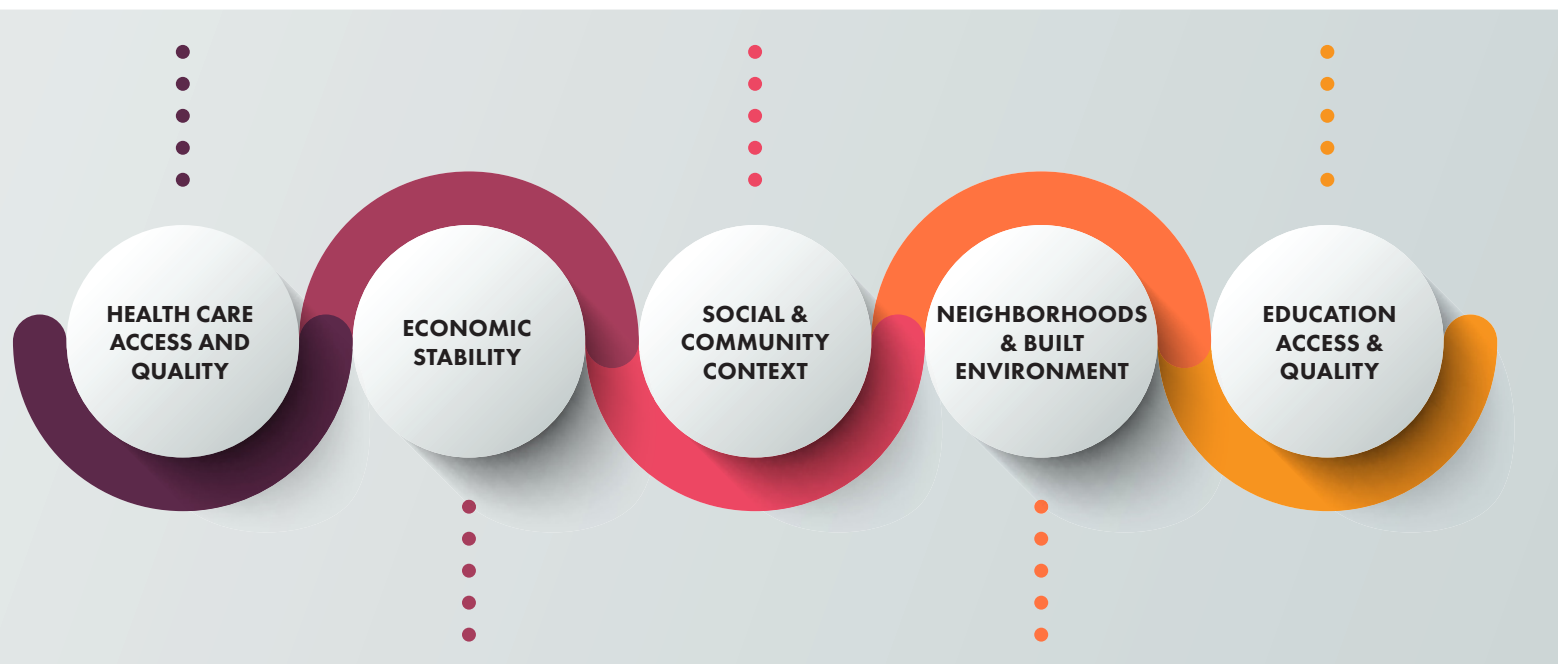 HEALTH CARE
ACCESS AND
QUALITY
ECONOMIC
STABILITY
SOCIAL &
COMMUNITY
CONTEXT
NEIGHBORHOODS
& BUILT
ENVIRONMENT
EDUCATION
ACCESS &
QUALITY